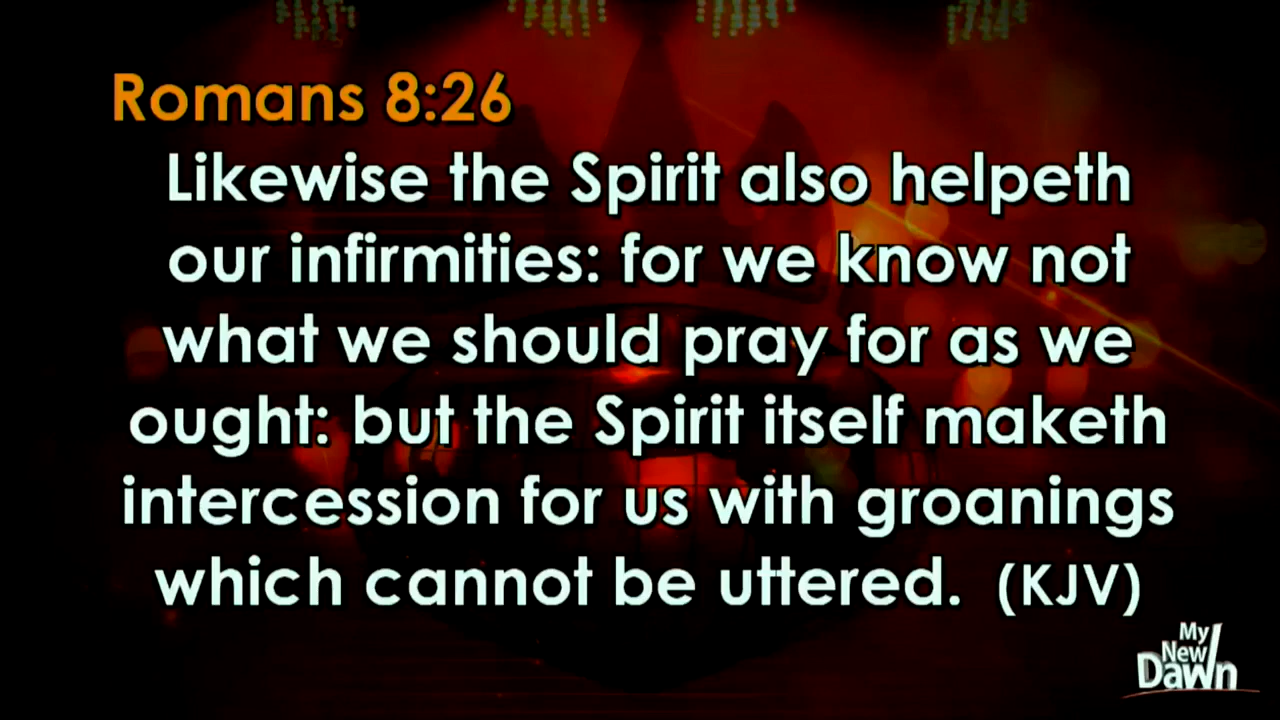 Romans 8:26
Likewise the Spirit also helpeth
our infirmities: for we know not
what we should pray for as we
ought: but the Spirit itself maketh
intercession for us with groanings
which cannot be uttered. (KJV)
My
New
Dawn